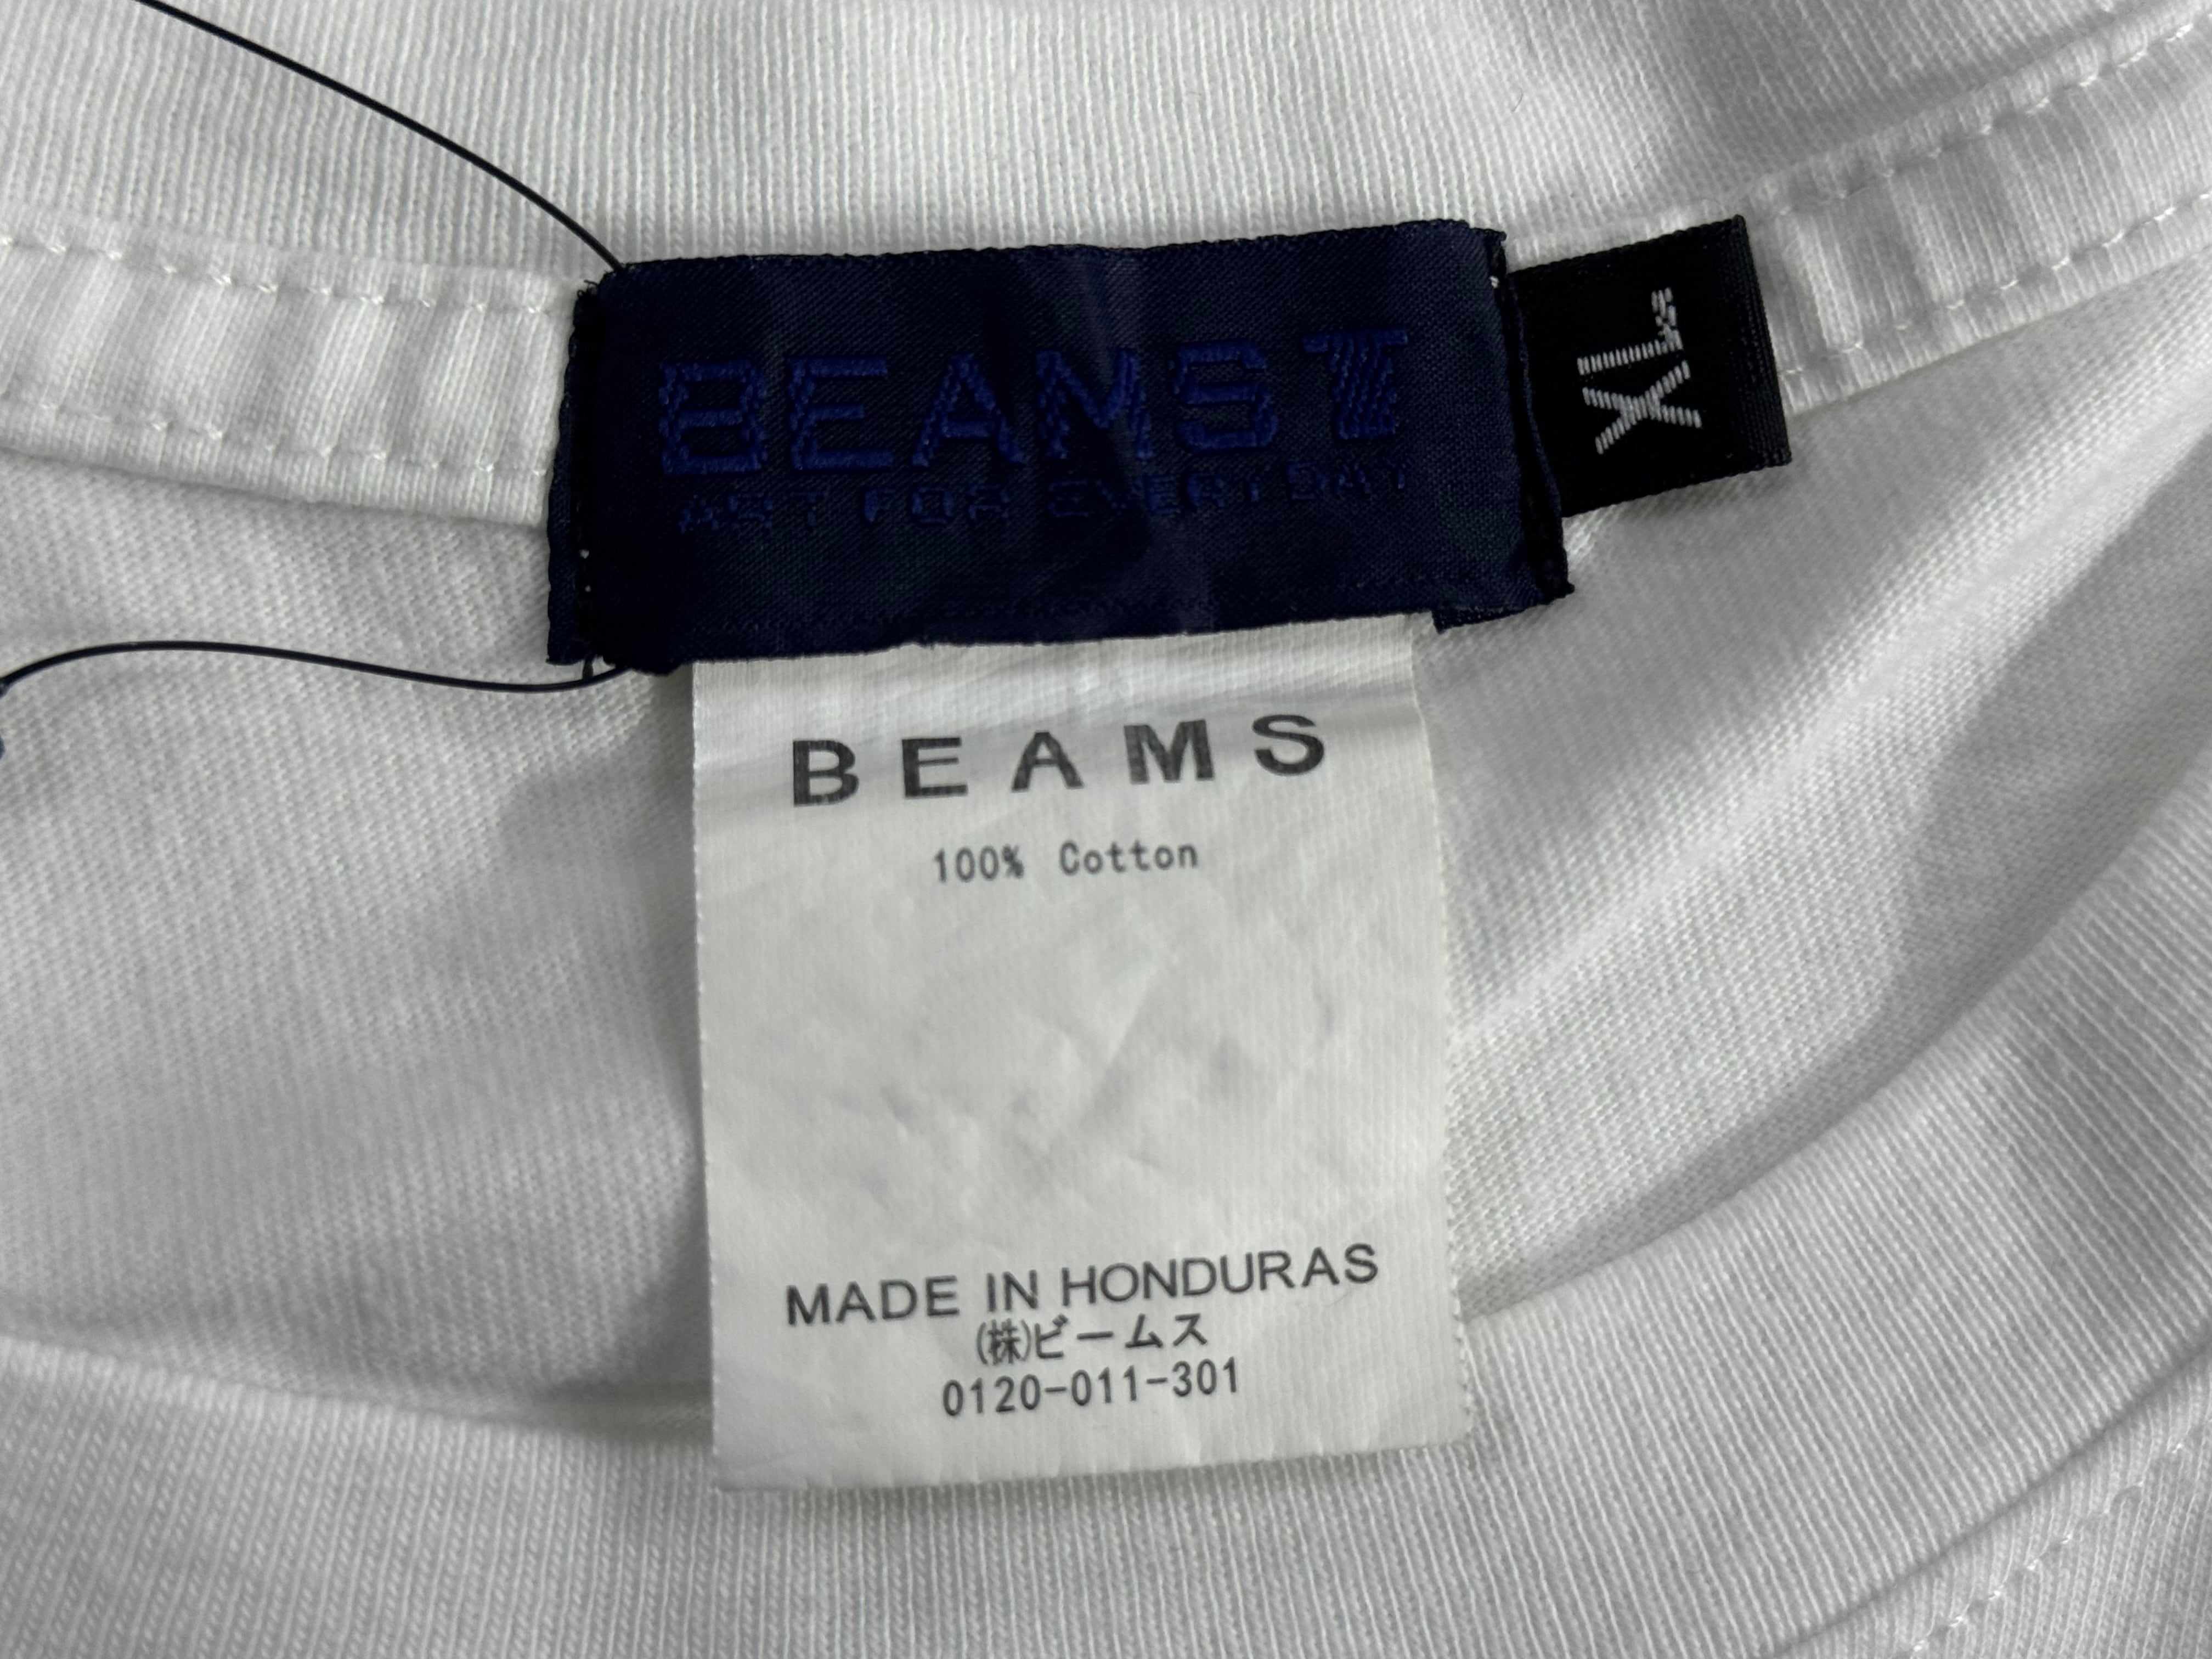 BEAMS T
ART FOR EVERYDAY
XL
BEAMS
100% Cotton
MADE IN HONDURAS
(株)ビームス
0120-011-301